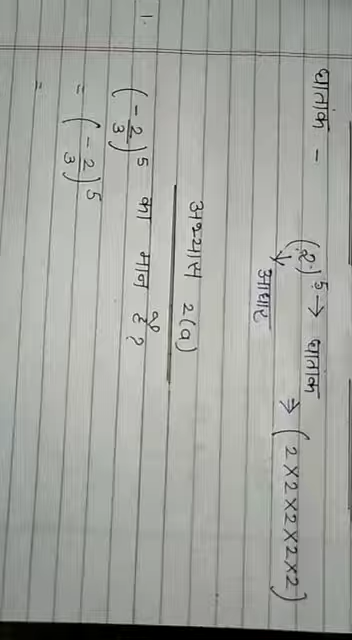 घातांक - (2)⁵ → घातांक ⇒ (2×2×2×2×2)
↓
आधार
अभ्यास 2(a)
1. (-2/3)⁵ का मान है?
= (-2/3)⁵
=